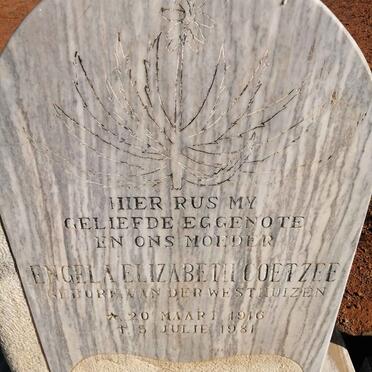 HIER RUS MY
GELIEFDE EGGENOTE
EN ONS MOEDER
ENGELA ELIZABETH COETZEE
GEBORE VAN DER WESTHUIZEN
* 20 MAART 1916
† 5 JULIE 1981